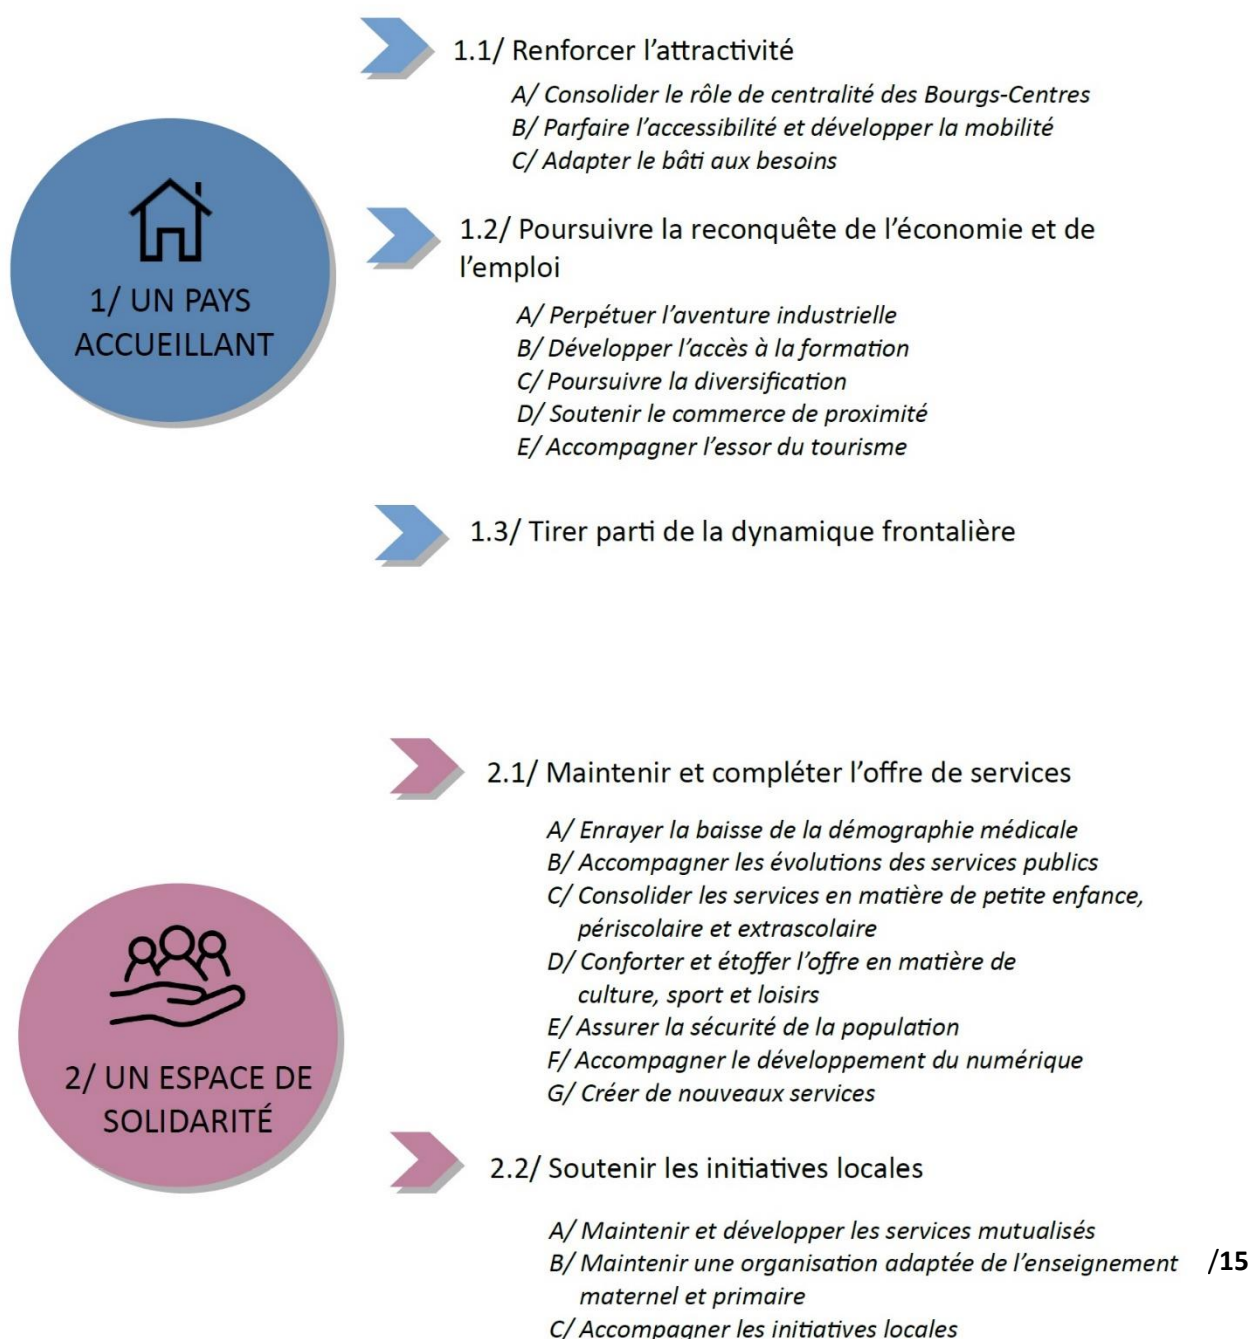 1.1/ Renforcer l’attractivité
A/ Consolider le rôle de centralité des Bourgs-Centres
B/ Parfaire l’accessibilité et développer la mobilité
C/ Adapter le bâti aux besoins
1/ UN PAYS
ACCUEILLANT
1.2/ Poursuivre la reconquête de l’économie et de
l’emploi
A/ Perpétuer l’aventure industrielle
B/ Développer l’accès à la formation
C/ Poursuivre la diversification
D/ Soutenir le commerce de proximité
E/ Accompagner l’essor du tourisme
1.3/ Tirer parti de la dynamique frontalière
2.1/ Maintenir et compléter l’offre de services
A/ Enrayer la baisse de la démographie médicale
B/ Accompagner les évolutions des services publics
C/ Consolider les services en matière de petite enfance,
périscolaire et extrascolaire
D/ Conforter et étoffer l’offre en matière de
culture, sport et loisirs
E/ Assurer la sécurité de la population
F/ Accompagner le développement du numérique
G/ Créer de nouveaux services
2/ UN ESPACE DE
SOLIDARITÉ
2.2/ Soutenir les initiatives locales
A/ Maintenir et développer les services mutualisés
B/ Maintenir une organisation adaptée de l’enseignement
maternel et primaire
C/ Accompagner les initiatives locales
/15